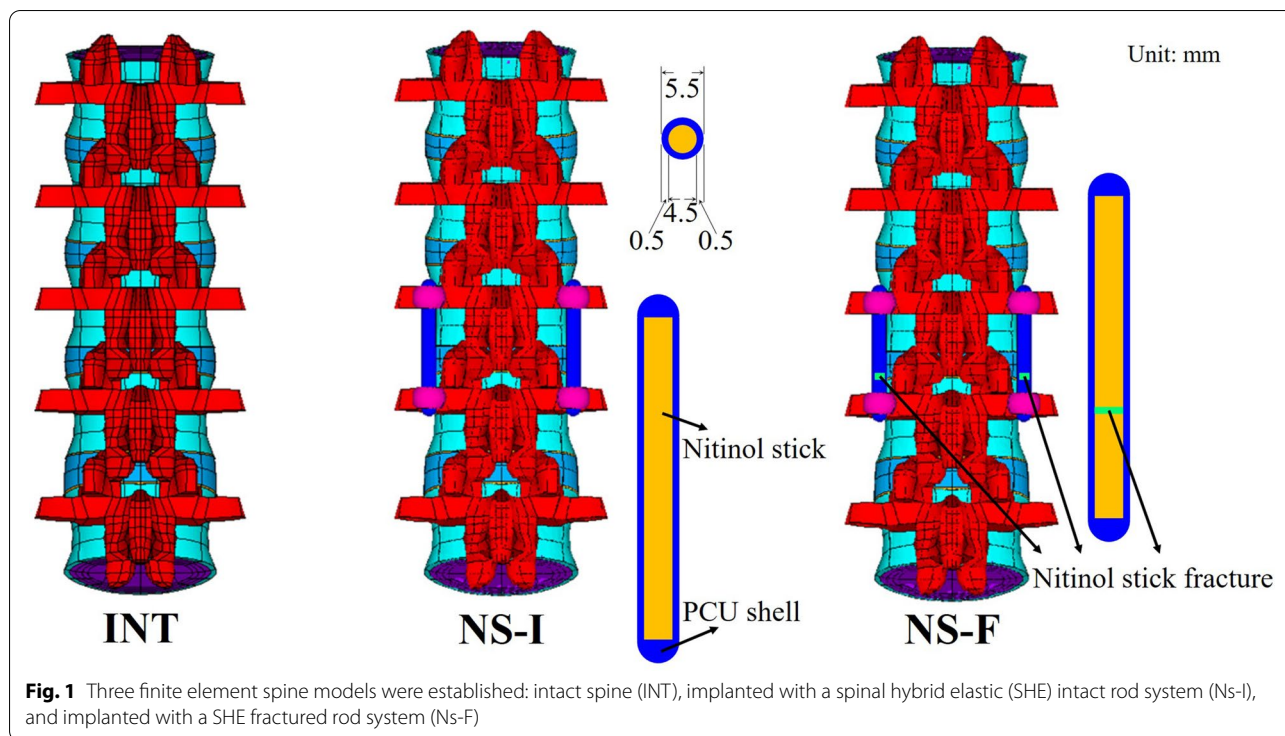 Unit: mm
5.5
4.5
0.5
0.5
Nitinol stick
Nitinol stick fracture
PCU shell
INT
NS-I
NS-F
Fig. 1 Three finite element spine models were established: intact spine (INT), implanted with a spinal hybrid elastic (SHE) intact rod system (Ns-I),
and implanted with a SHE fractured rod system (Ns-F)